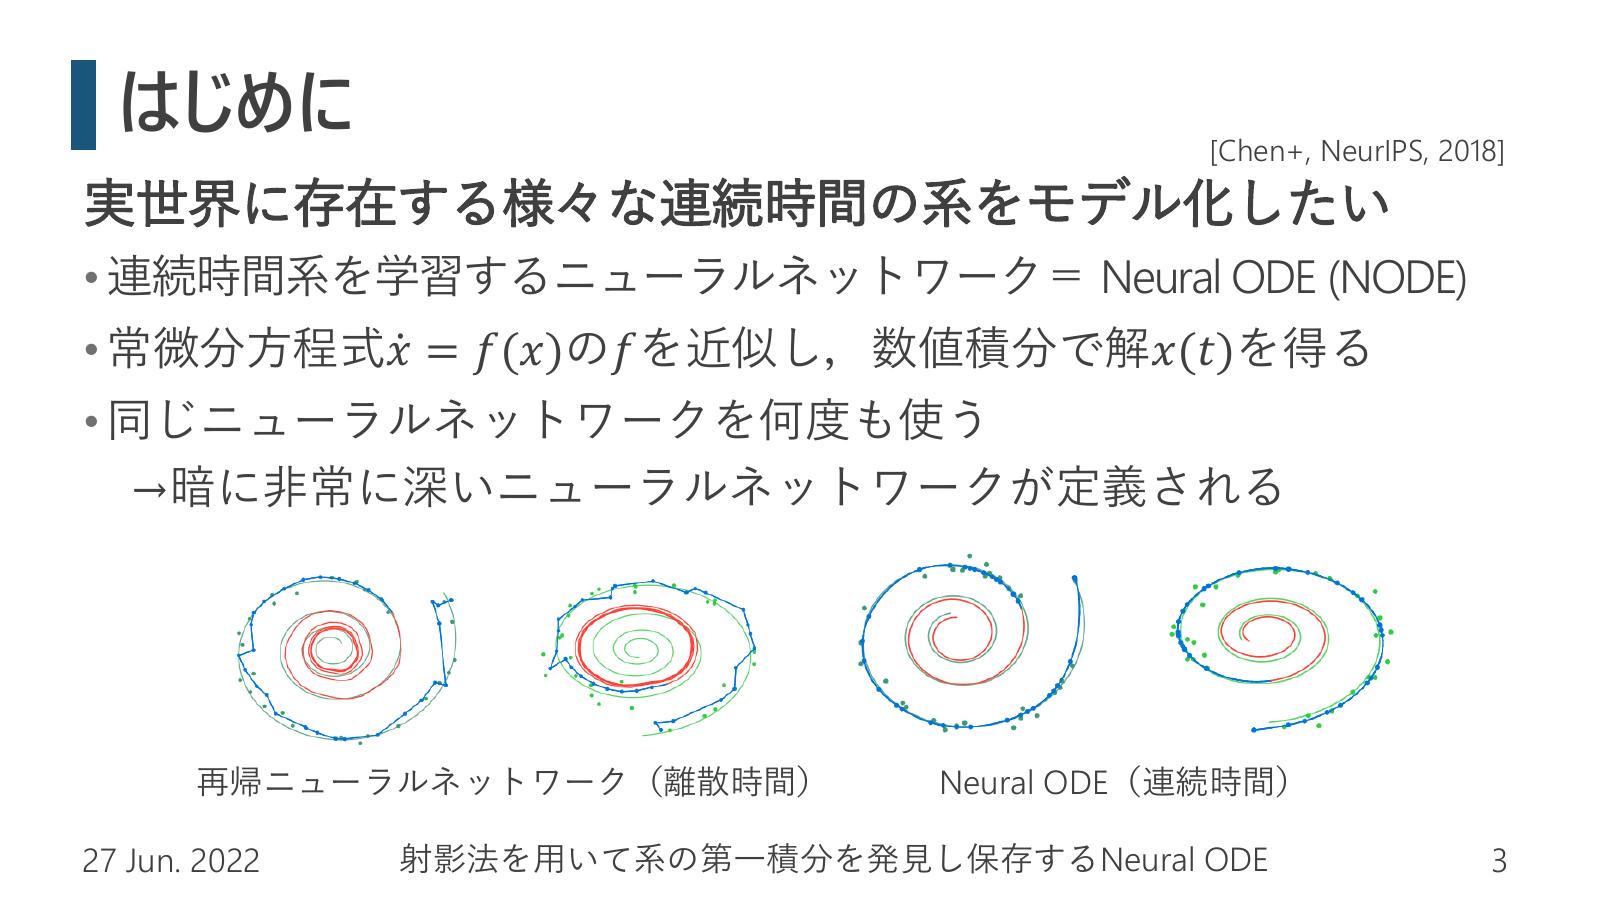 はじめに
[Chen+, NeurIPS, 2018]
実世界に存在する様々な連続時間の系をモデル化したい
•連続時間系を学習するニューラルネットワーク＝ Neural ODE (NODE)
•常微分方程式ẋ = f(x)のfを近似し，数値積分で解x(t)を得る
•同じニューラルネットワークを何度も使う
→暗に非常に深いニューラルネットワークが定義される
再帰ニューラルネットワーク（離散時間） Neural ODE（連続時間）
27 Jun. 2022 射影法を用いて系の第一積分を発見し保存するNeural ODE 3